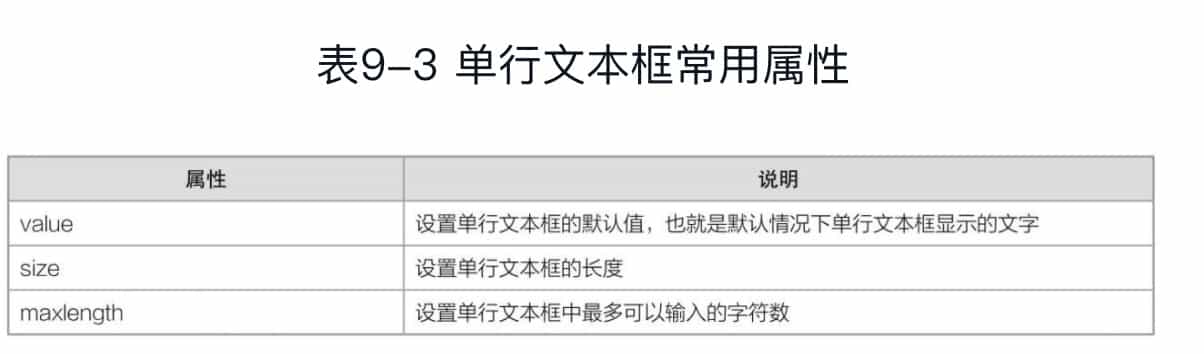 表9-3 单行文本框常用属性
属性 说明
value 设置单行文本框的默认值，也就是默认情况下单行文本框显示的文字
size 设置单行文本框的长度
maxlength 设置单行文本框中最多可以输入的字符数